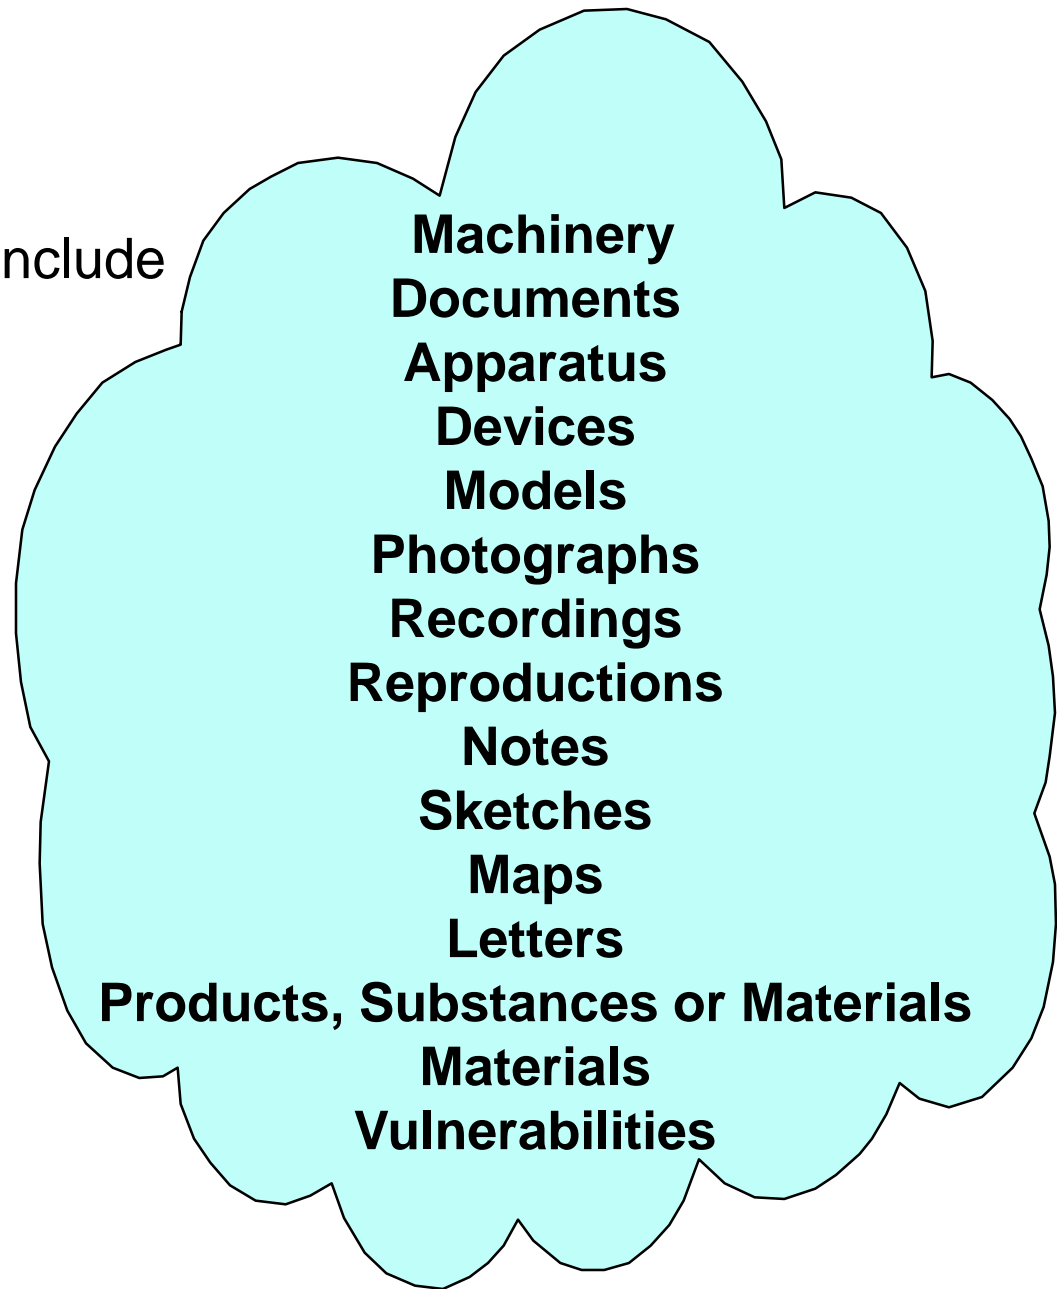 nclude
Machinery
Documents
Apparatus
Devices
Models
Photographs
Recordings
Reproductions
Notes
Sketches
Maps
Letters
Products, Substances or Materials
Materials
Vulnerabilities